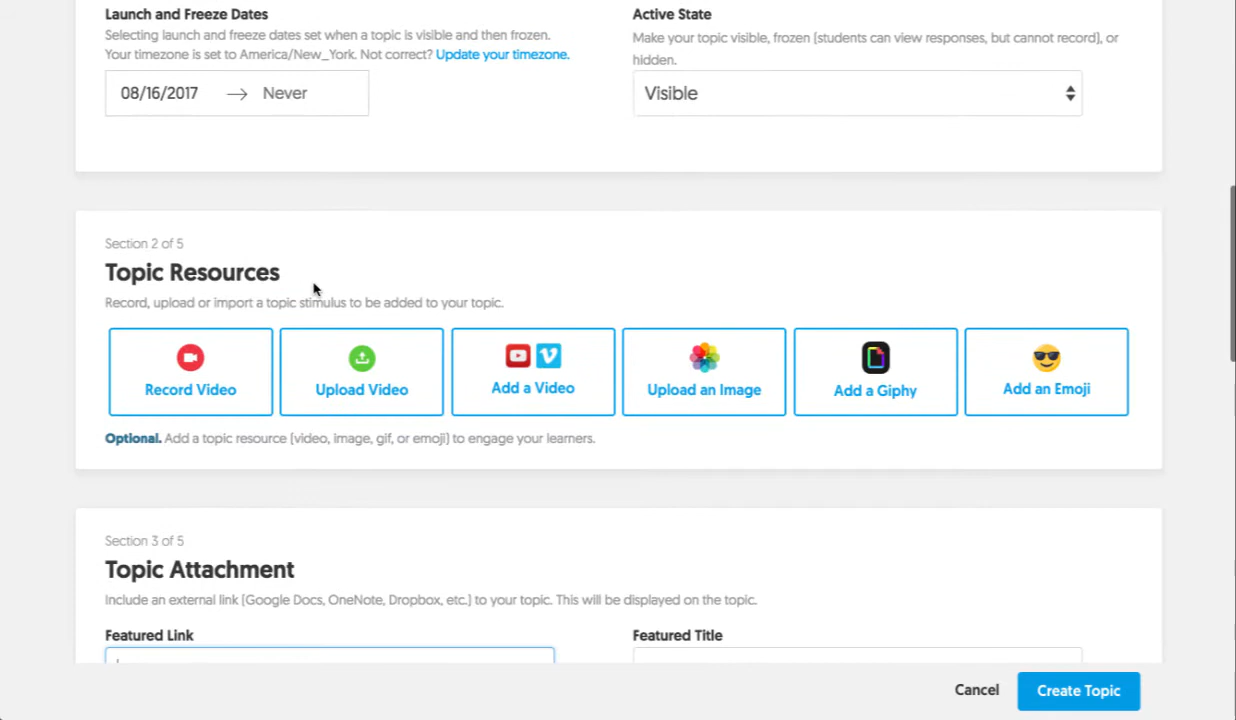 Launch and Freeze Dates
Selecting launch and freeze dates set when a topic is visible and then frozen.
Your timezone is set to America/New_York. Not correct? Update your timezone.
08/16/2017 → Never
Active State
Make your topic visible, frozen (students can view responses, but cannot record), or
hidden.
Visible
Section 2 of 5
Topic Resources
Record, upload or import a topic stimulus to be added to your topic.
Record Video
Upload Video
Add a Video
Upload an Image
Add a Giphy
Add an Emoji
Optional. Add a topic resource (video, image, gif, or emoji) to engage your learners.
Section 3 of 5
Topic Attachment
Include an external link (Google Docs, OneNote, Dropbox, etc.) to your topic. This will be displayed on the topic.
Featured Link
Featured Title
Cancel
Create Topic